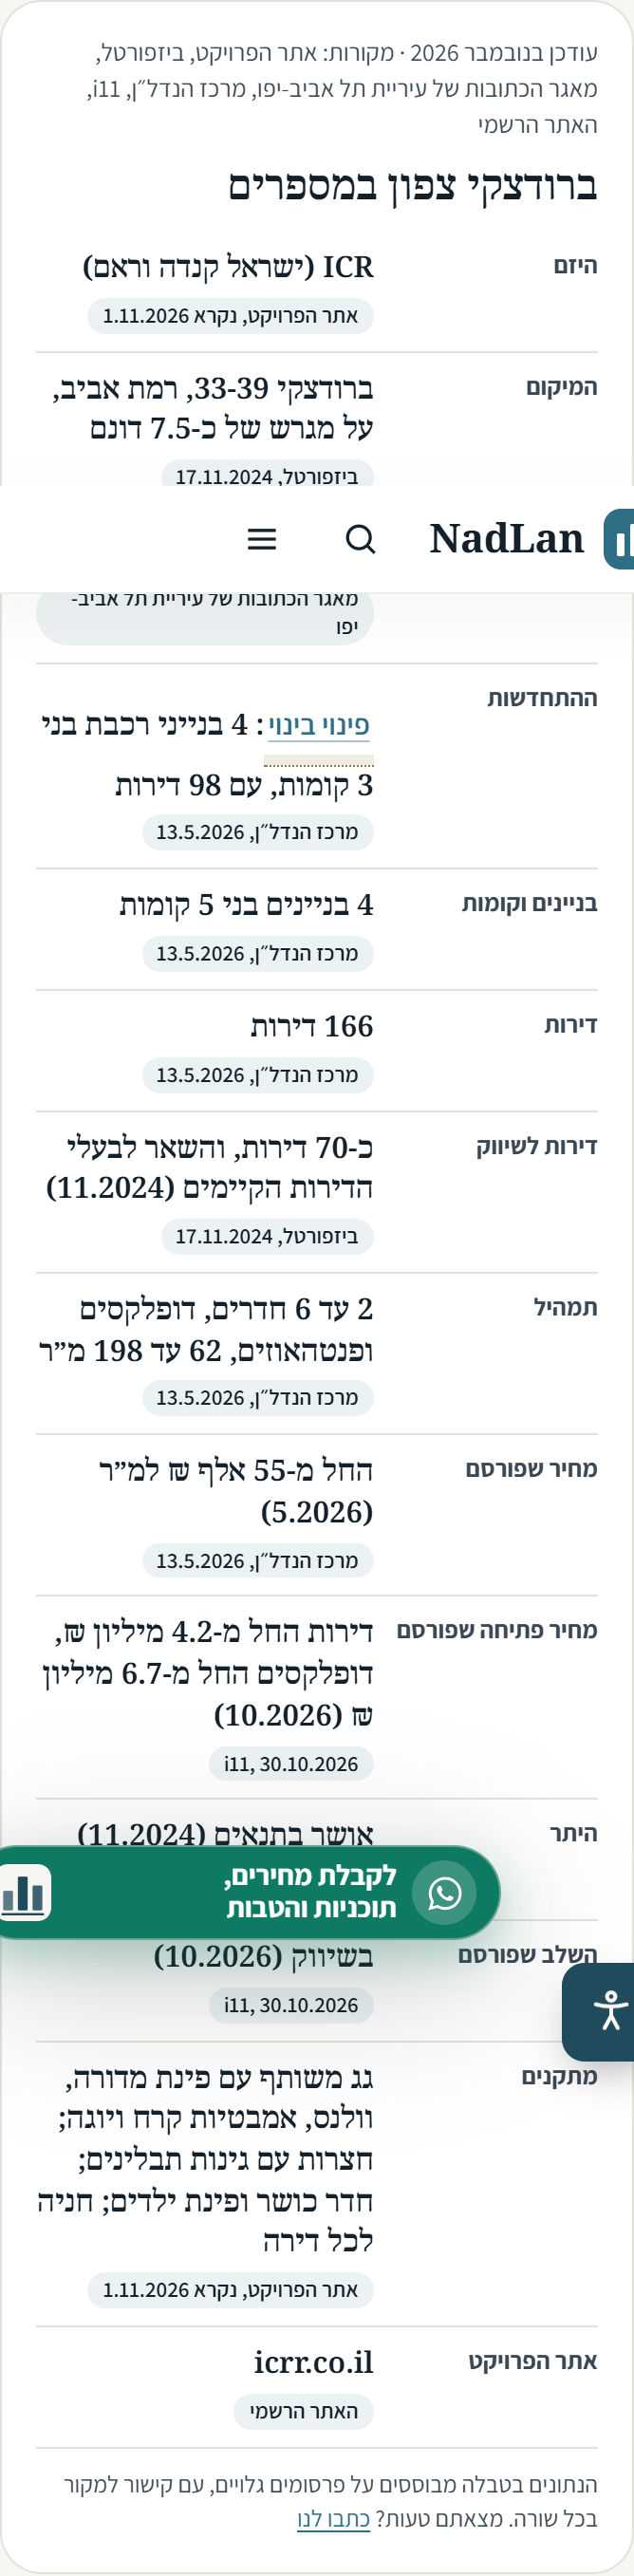 עודכן בנובמבר 2026 · מקורות: אתר הפרויקט, ביזפורטל,
מאגר הכתובות של עיריית תל אביב-יפו, מרכז הנדל״ן, i11,
האתר הרשמי
ברודצקי צפון במספרים
היזם
ICR (ישראל קנדה וראם)
אתר הפרויקט, נקרא 1.11.2026
המיקום
ברודצקי 33-39, רמת אביב,
על מגרש של כ-7.5 דונם
ביזפורטל, 17.11.2024
NadLan
מאגר הכתובות של עיריית תל אביב-
יפו
ההתחדשות
פינוי בינוי: 4 בנייני רכבת בני
3 קומות, עם 98 דירות
מרכז הנדל״ן, 13.5.2026
בניינים וקומות
4 בניינים בני 5 קומות
מרכז הנדל״ן, 13.5.2026
דירות
166 דירות
מרכז הנדל״ן, 13.5.2026
דירות לשיווק
כ-70 דירות, והשאר לבעלי
הדירות הקיימים (11.2024)
ביזפורטל, 17.11.2024
תמהיל
2 עד 6 חדרים, דופלקסים
ופנטהאוזים, 62 עד 198 מ״ר
מרכז הנדל״ן, 13.5.2026
מחיר שפורסם
החל מ-55 אלף ₪ למ״ר
(5.2026)
מרכז הנדל״ן, 13.5.2026
מחיר פתיחה שפורסם
דירות החל מ-4.2 מיליון ₪,
דופלקסים החל מ-6.7 מיליון
₪ (10.2026)
i11, 30.10.2026
היתר
אושר בתנאים (11.2024)
לקבלת מחירים,
תוכניות והטבות
השלב שפורסם
בשיווק (10.2026)
i11, 30.10.2026
מתקנים
גג משותף עם פינת מדורה,
וולנס, אמבטיות קרח ויוגה;
חצרות עם גינות תבלינים;
חדר כושר ופינת ילדים; חניה
לכל דירה
אתר הפרויקט, נקרא 1.11.2026
אתר הפרויקט
icrr.co.il
האתר הרשמי
הנתונים בטבלה מבוססים על פרסומים גלויים, עם קישור למקור
בכל שורה. מצאתם טעות? כתבו לנו